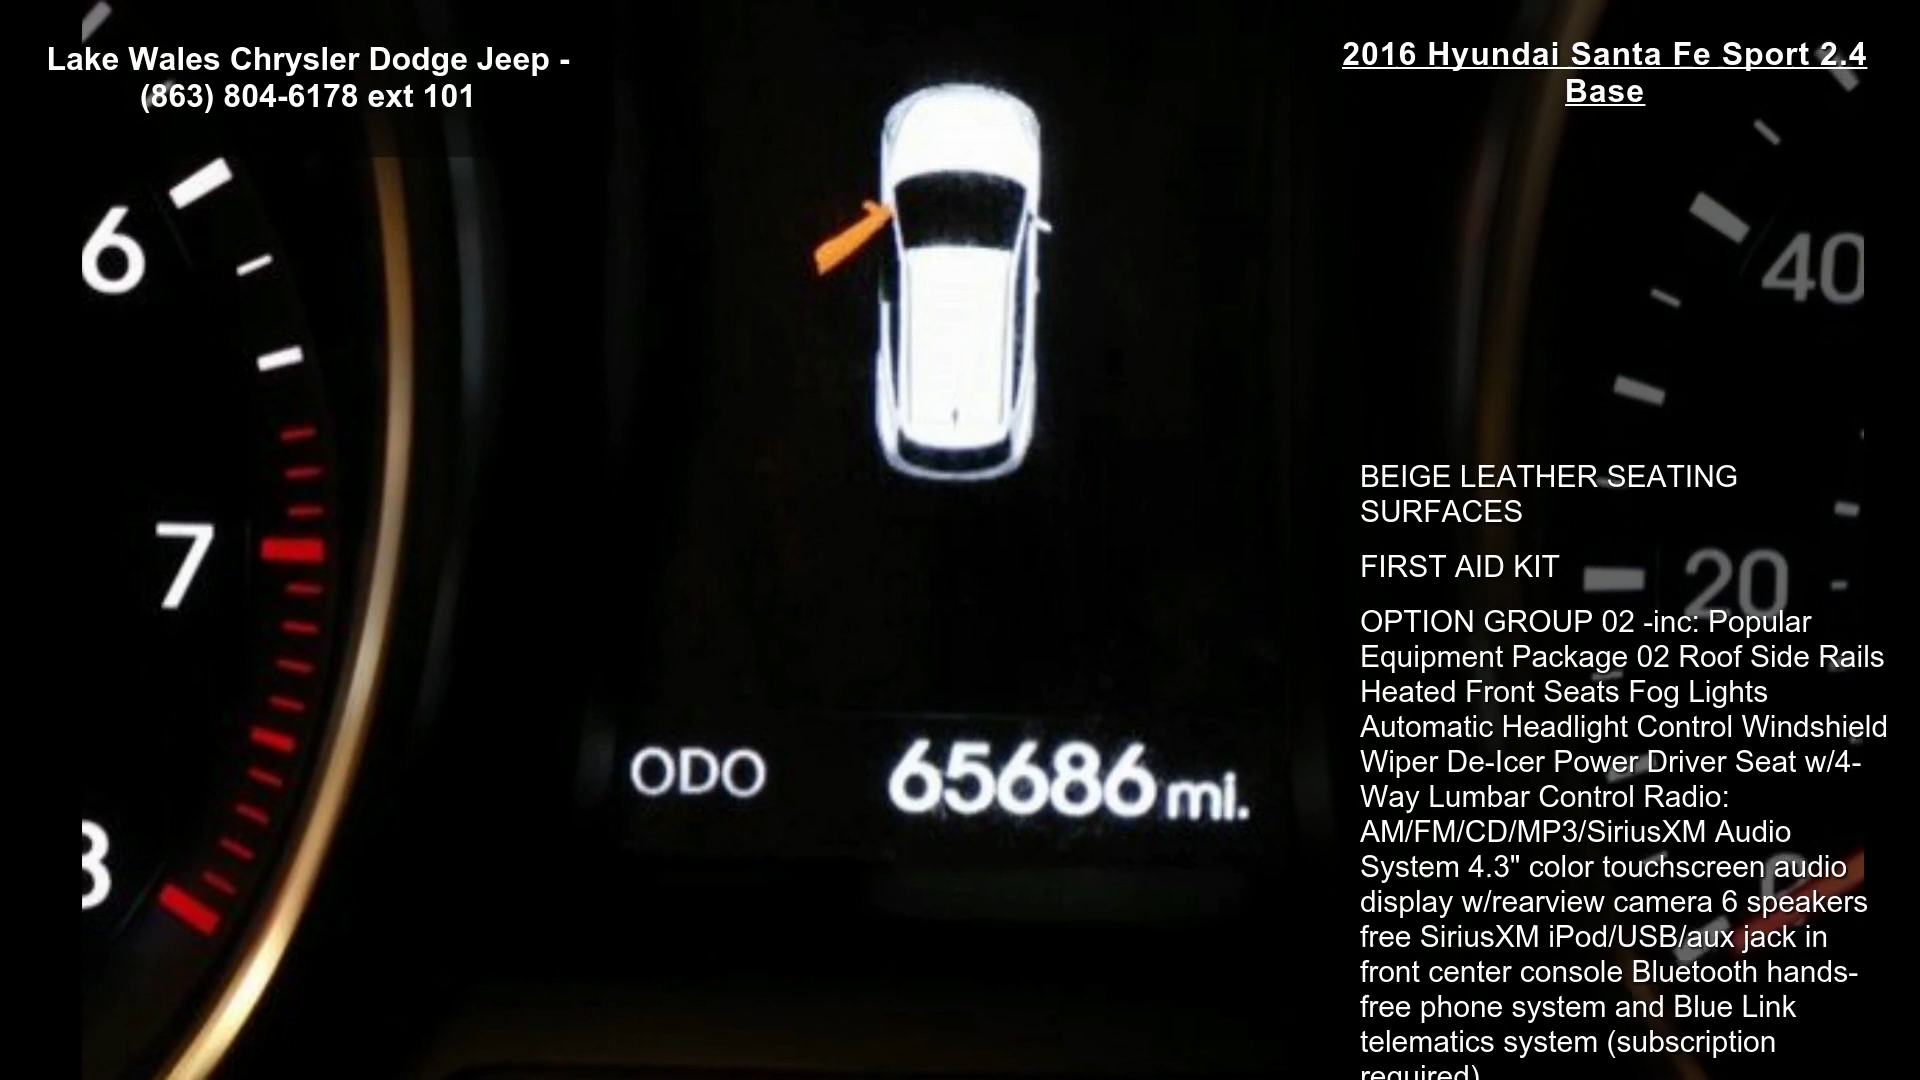 Lake Wales Chrysler Dodge Jeep -
(863) 804-6178 ext 101
2016 Hyundai Santa Fe Sport 2.4
Base
6
7
8
40
20
0
ODO 65686 mi.
BEIGE LEATHER SEATING
SURFACES
FIRST AID KIT
OPTION GROUP 02 -inc: Popular
Equipment Package 02 Roof Side Rails
Heated Front Seats Fog Lights
Automatic Headlight Control Windshield
Wiper De-Icer Power Driver Seat w/4-
Way Lumbar Control Radio:
AM/FM/CD/MP3/SiriusXM Audio
System 4.3" color touchscreen audio
display w/rearview camera 6 speakers
free SiriusXM iPod/USB/aux jack in
front center console Bluetooth hands-
free phone system and Blue Link
telematics system (subscription
required)